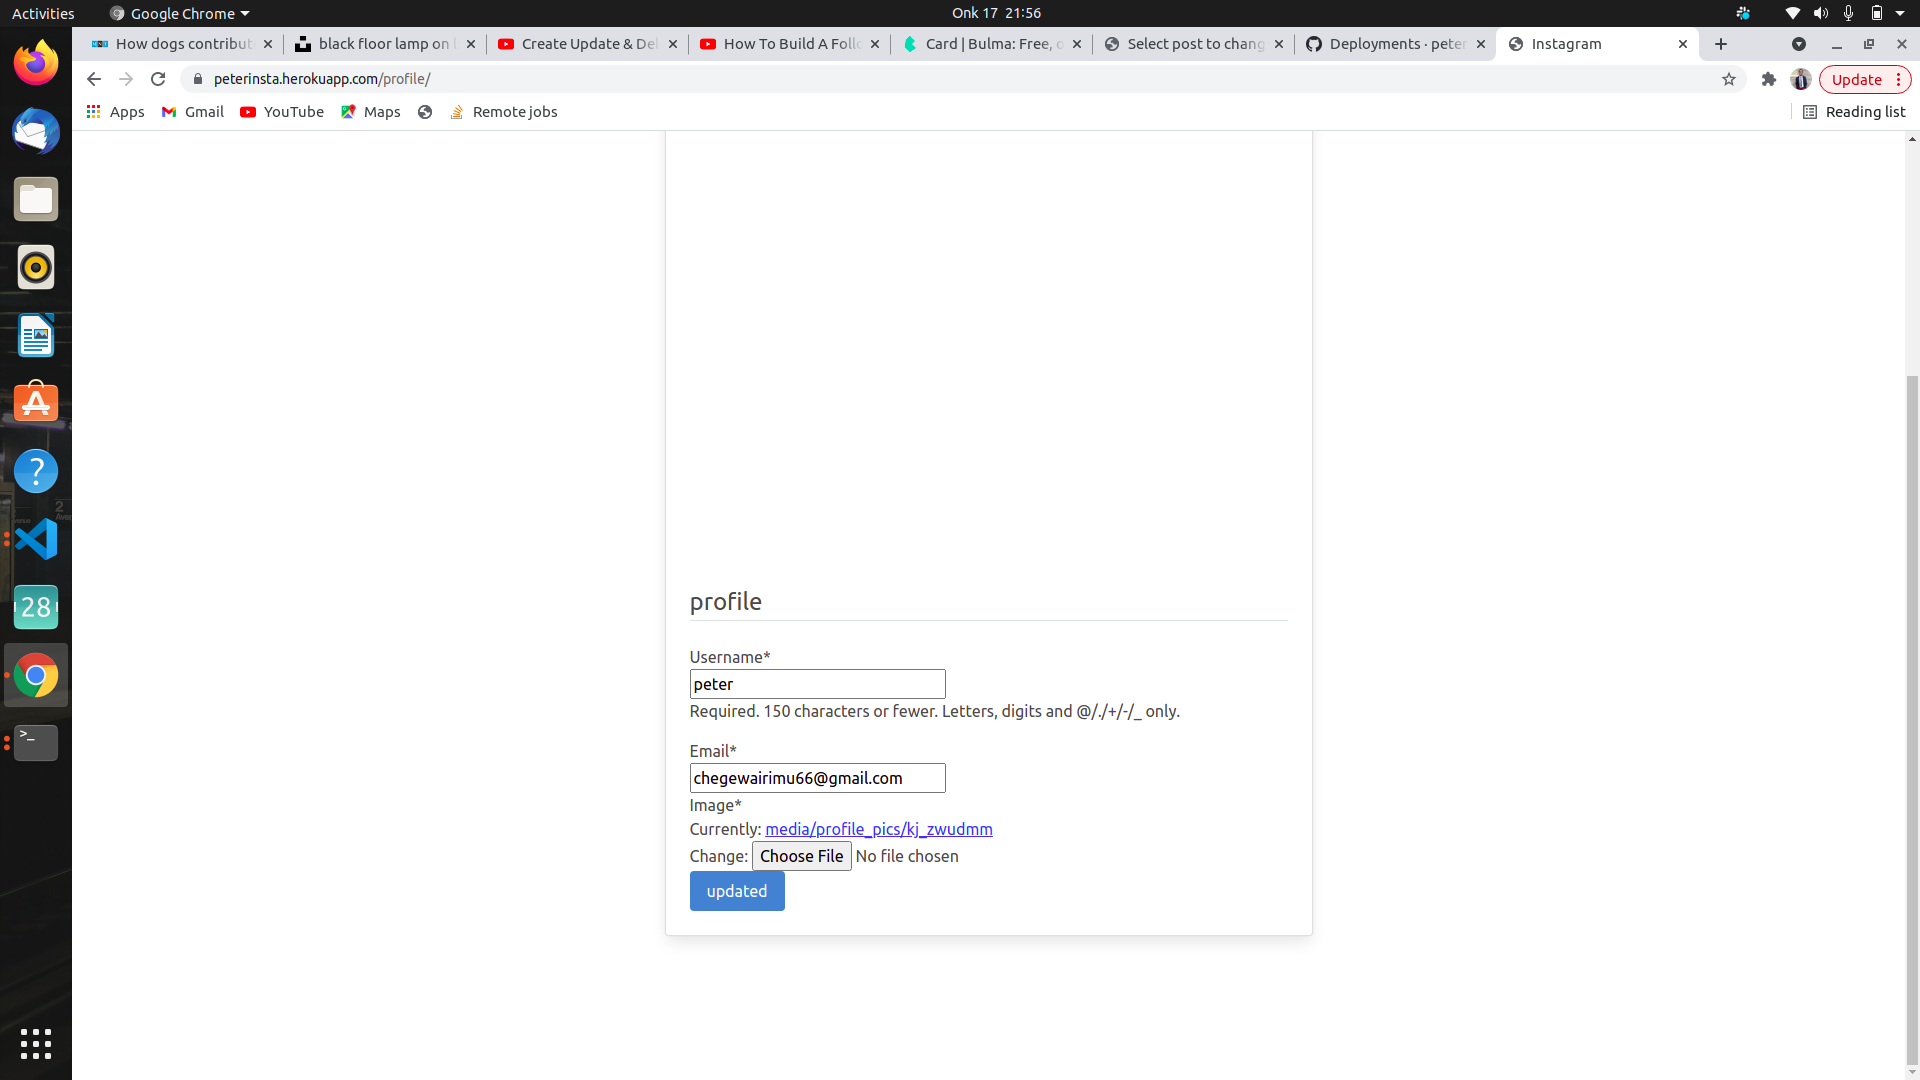 Activities
Google Chrome
Onk 17 21:56
How dogs contribut
black floor lamp on
Create Update & Del
How To Build A Foll
Card | Bulma: Free, o
Select post to chang
Deployments · peter
Instagram
peterinsta.herokuapp.com/profile/
Update
Apps
Gmail
YouTube
Maps
Remote jobs
Reading list
profile
Username*
peter
Required. 150 characters or fewer. Letters, digits and @/./+/-/_ only.
Email*
chegewairimu66@gmail.com
Image*
Currently: media/profile_pics/kj_zwudmm
Change: Choose File No file chosen
updated
28
>_
?